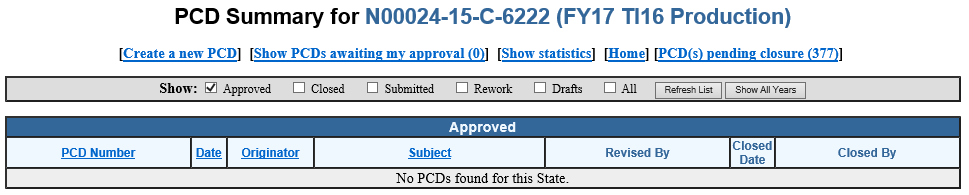 PCD Summary for N00024-15-C-6222 (FY17 TI16 Production)
[Create a new PCD] [Show PCDs awaiting my approval (0)] [Show statistics] [Home] [PCD(s) pending closure (377)]
Show: Approved Closed Submitted Rework Drafts All Refresh List Show All Years
Approved
PCD Number Date Originator Subject Revised By Closed Date Closed By
No PCDs found for this State.